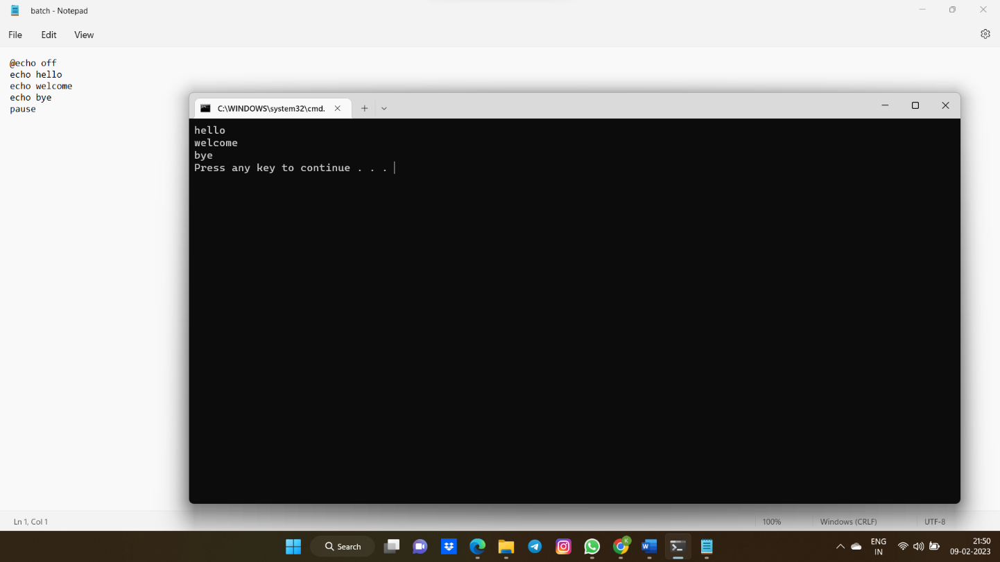 batch - Notepad
File Edit View
@echo off
echo hello
echo welcome
echo bye
pause
C:\WINDOWS\system32\cmd.
hello
welcome
bye
Press any key to continue . . .
Ln 1, Col 1 100% Windows (CRLF) UTF-8
Search
K
W
ENG
IN
21:50
09-02-2023